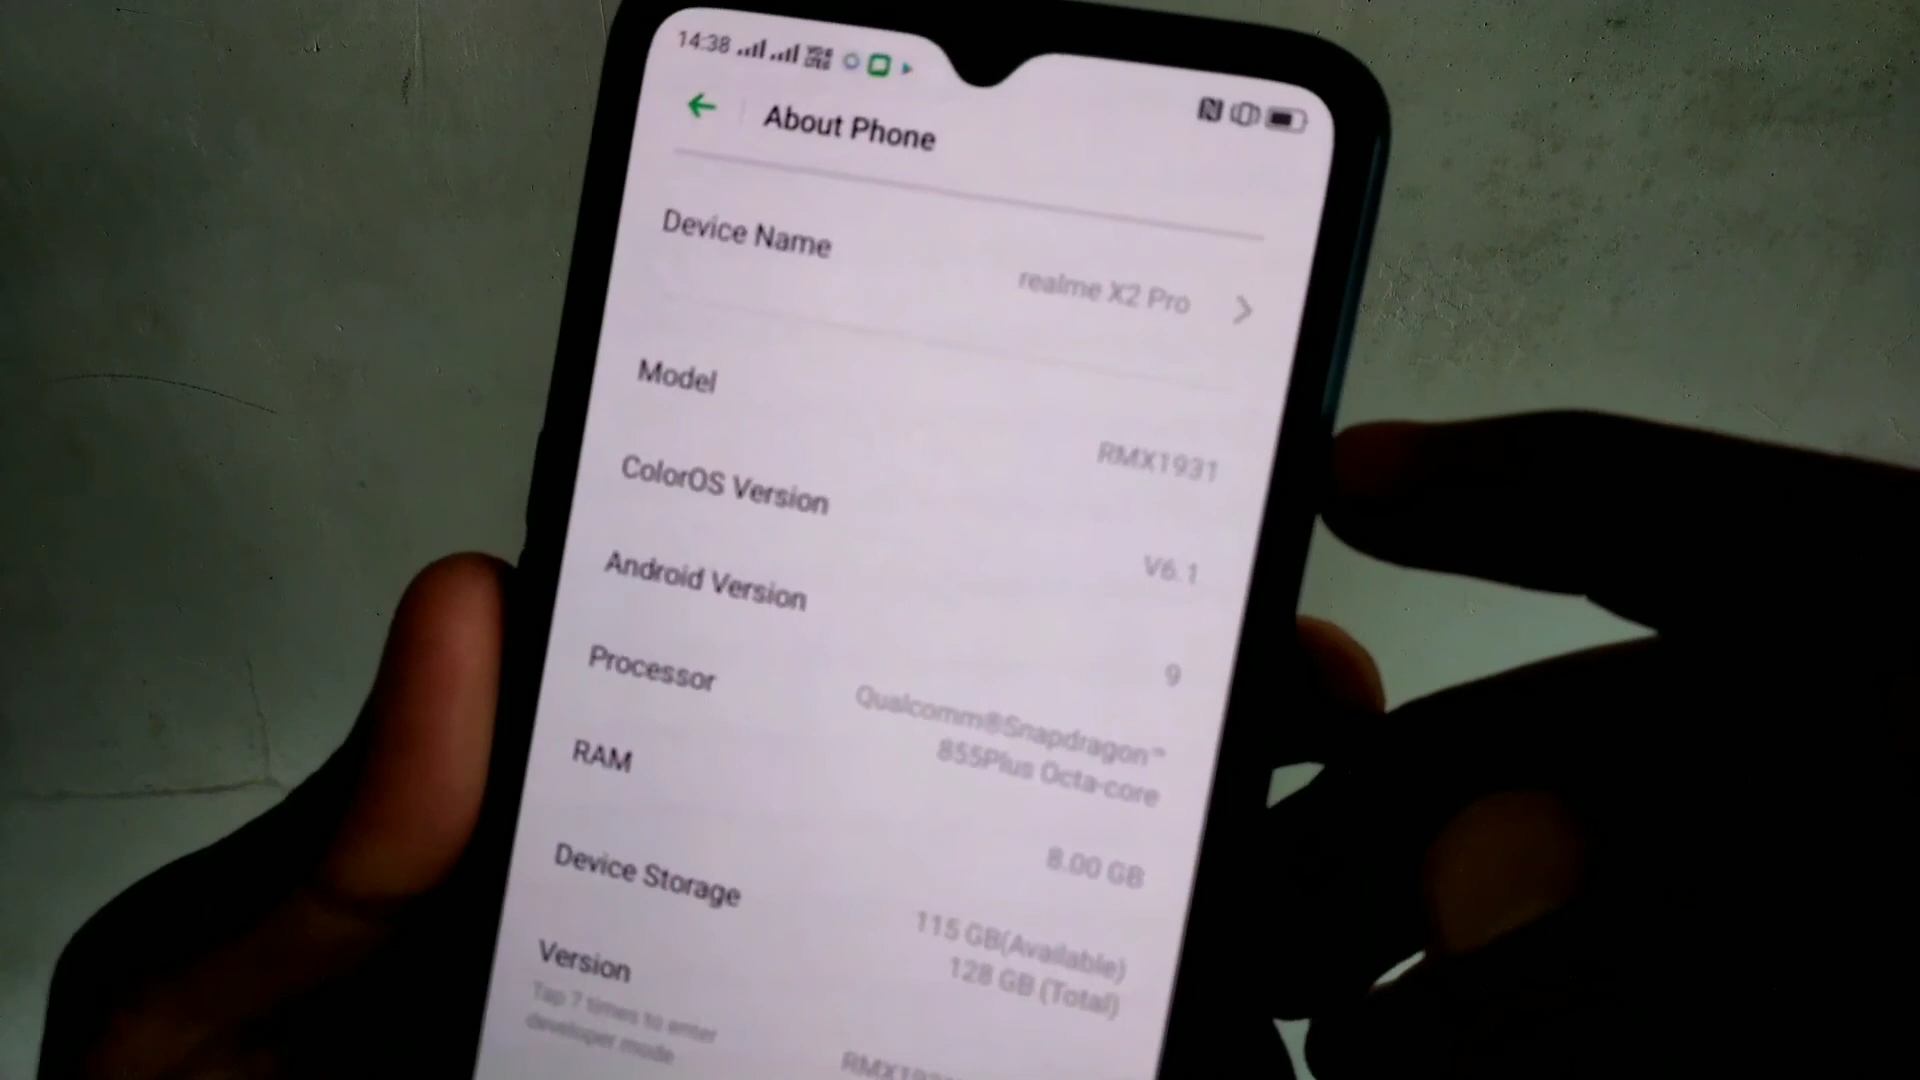 14:38
About Phone
Device Name
realme X2 Pro
Model
RMX1931
ColorOS Version
V6.1
Android Version
9
Processor
Qualcomm®Snapdragon™
855Plus Octa-core
RAM
8.00 GB
Device Storage
115 GB(Available)
128 GB (Total)
Version
Tap 7 times to enter
developer mode